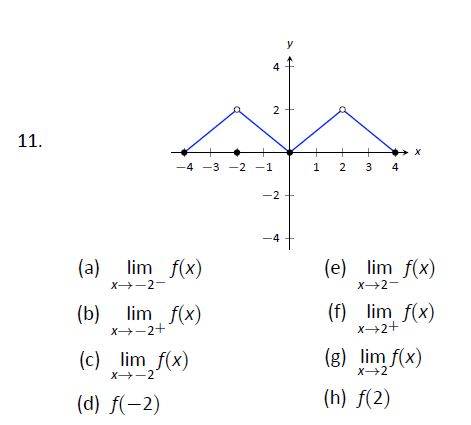 11.
y
4
2
−4 −3 −2 −1 1 2 3 4 x
−2
−4
(a) lim x→−2− f(x)
(b) lim x→−2+ f(x)
(c) lim x→−2 f(x)
(d) f(−2)
(e) lim x→2− f(x)
(f) lim x→2+ f(x)
(g) lim x→2 f(x)
(h) f(2)